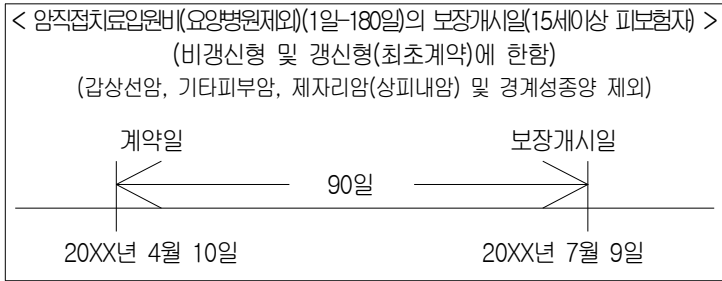 < 암직접치료입원비(요양병원제외)(1일-180일)의 보장개시일(15세이상 피보험자) >
(비갱신형 및 갱신형(최초계약)에 한함)
(갑상선암, 기타피부암, 제자리암(상피내암) 및 경계성종양 제외)
계약일 보장개시일
90일
20XX년 4월 10일 20XX년 7월 9일